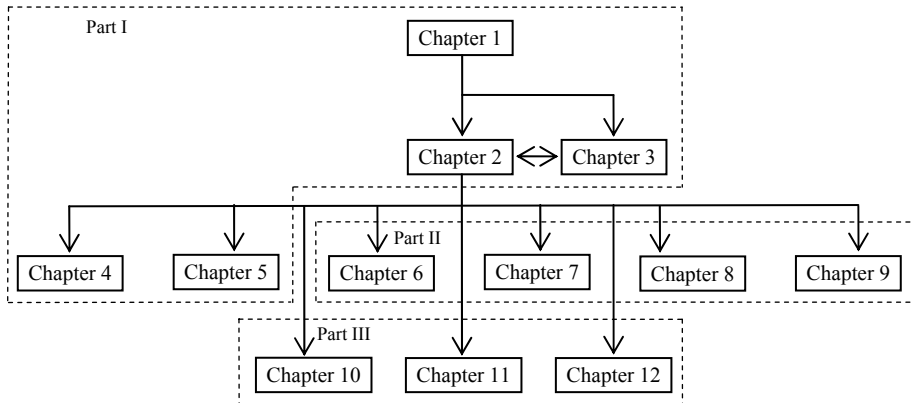 Part I
Chapter 1
Chapter 2
Chapter 3
Part II
Chapter 4
Chapter 5
Chapter 6
Chapter 7
Chapter 8
Chapter 9
Part III
Chapter 10
Chapter 11
Chapter 12